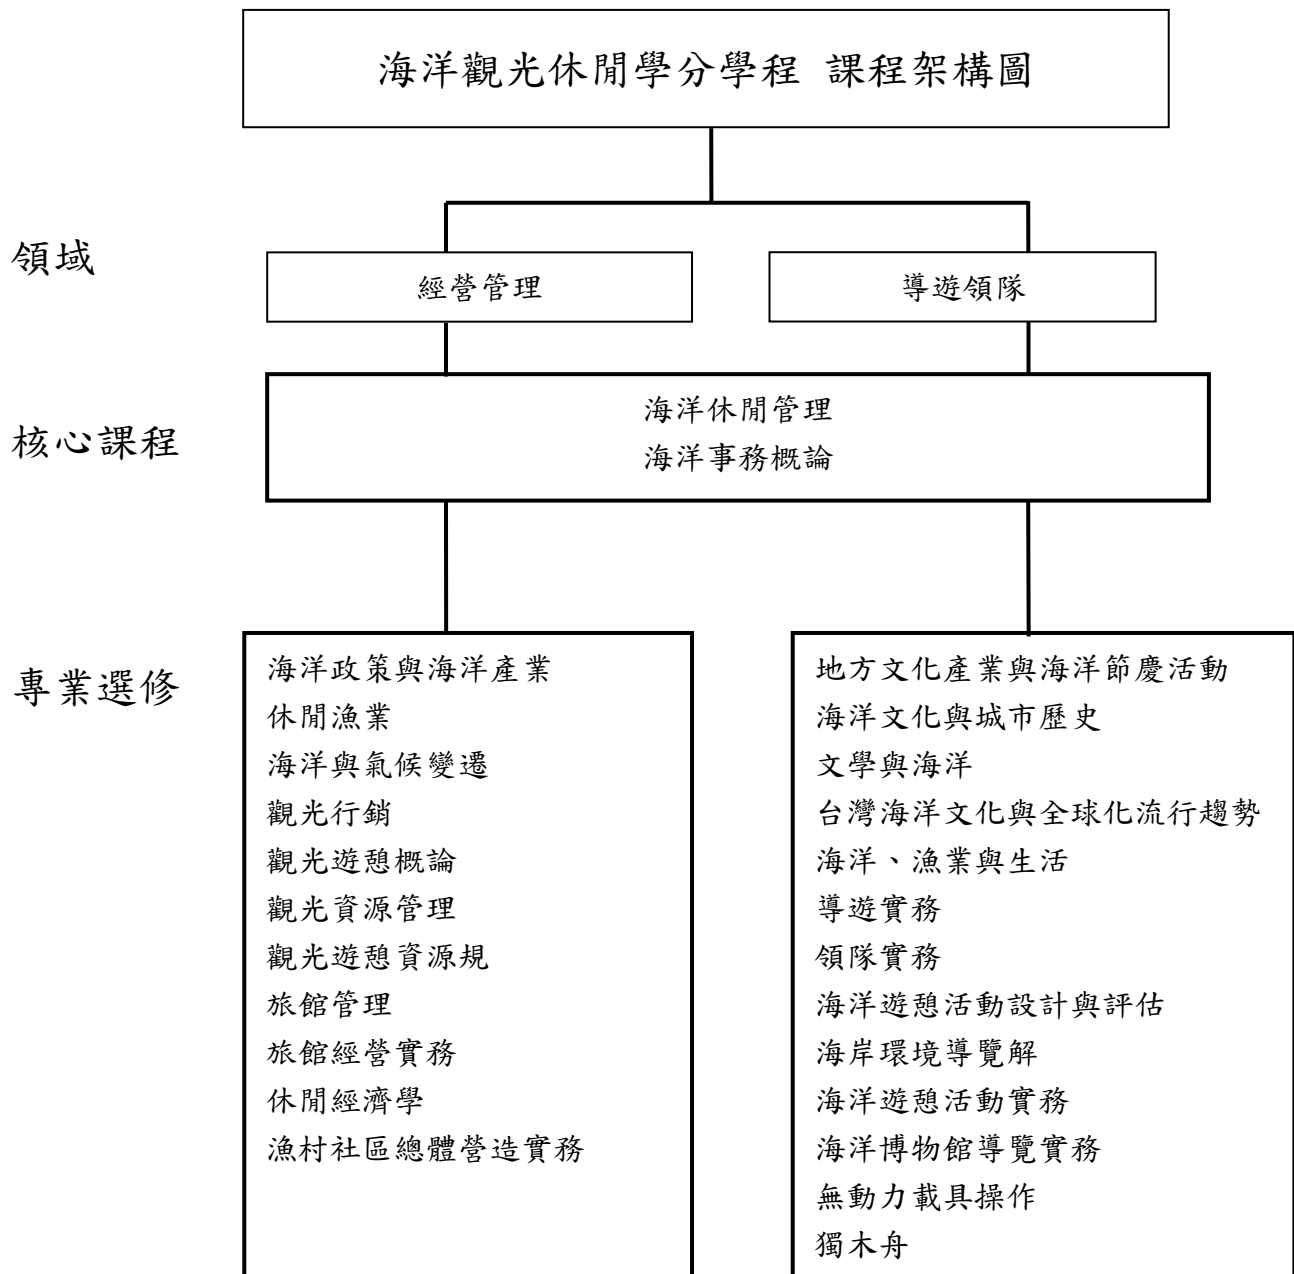 海洋觀光休閒學分學程 課程架構圖
領域
經營管理
導遊領隊
核心課程
海洋休閒管理
海洋事務概論
專業選修
海洋政策與海洋產業
休閒漁業
海洋與氣候變遷
觀光行銷
觀光遊憩概論
觀光資源管理
觀光遊憩資源規
旅館管理
旅館經營實務
休閒經濟學
漁村社區總體營造實務
地方文化產業與海洋節慶活動
海洋文化與城市歷史
文學與海洋
台灣海洋文化與全球化流行趨勢
海洋、漁業與生活
導遊實務
領隊實務
海洋遊憩活動設計與評估
海岸環境導覽解
海洋遊憩活動實務
海洋博物館導覽實務
無動力載具操作
獨木舟